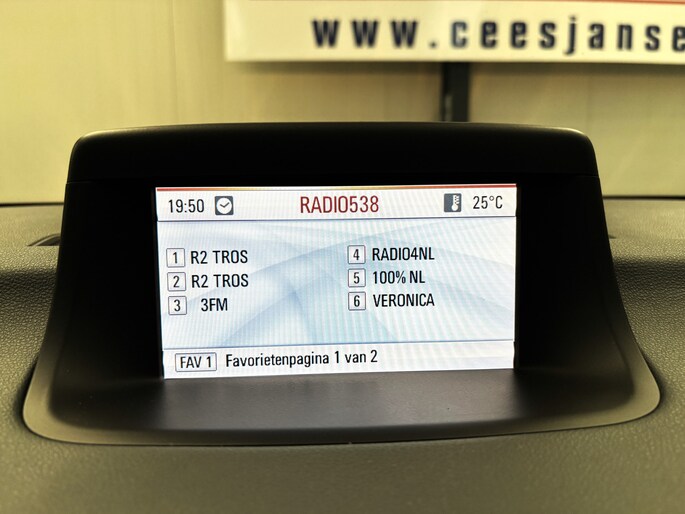 www.ceesjanse
19:50 RADIO538 25°C
1 R2 TROS
2 R2 TROS
3 3FM
4 RADIO4NL
5 100% NL
6 VERONICA
FAV 1 Favorietenpagina 1 van 2